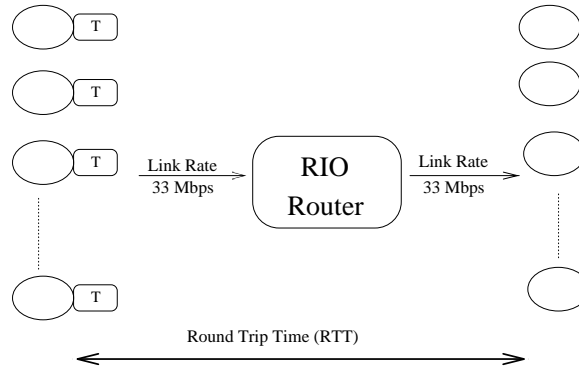 T
T
T
Link Rate
33 Mbps
RIO
Router
Link Rate
33 Mbps
T
Round Trip Time (RTT)